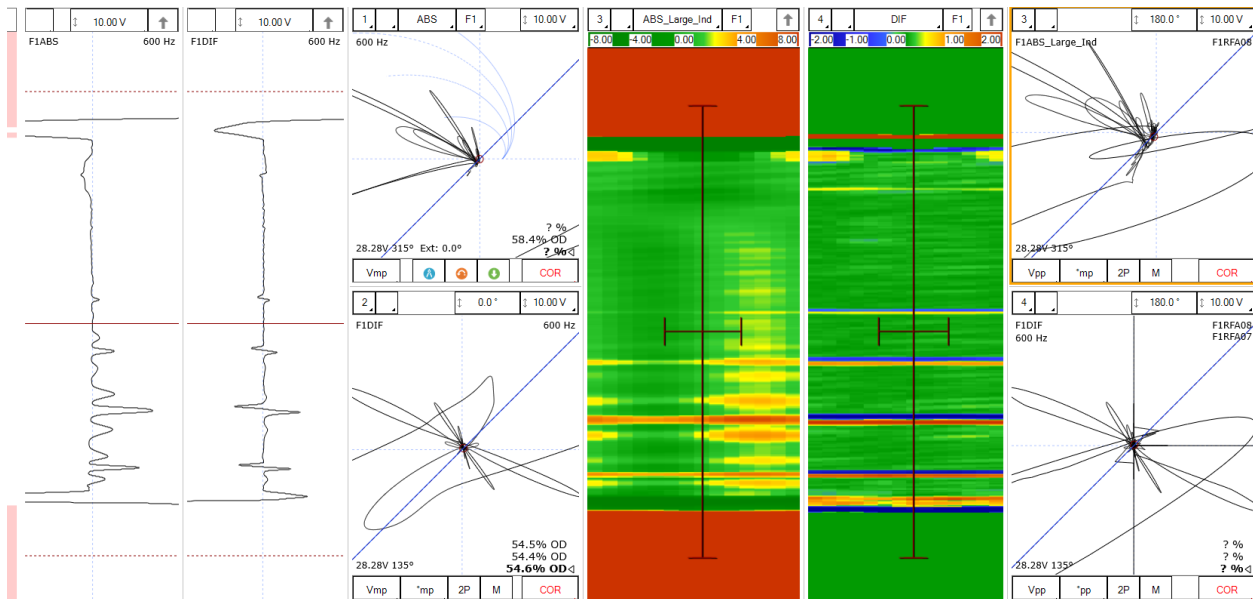 10.00 V
10.00 V
1 ABS F1 10.00 V
3 ABS_Large_Ind F1
4 DIF F1
3 180.0 ° 10.00 V
F1ABS 600 Hz
F1DIF 600 Hz
600 Hz
-8.00 -4.00 0.00 4.00 8.00
-2.00 -1.00 0.00 1.00 2.00
F1ABS_Large_Ind F1RFA08
? %
58.4% OD
? %
28.28V 315° Ext: 0.0°
28.28V 315°
Vmp COR
Vpp *mp 2P M COR
2 0.0 ° 10.00 V
4 180.0 ° 10.00 V
F1DIF 600 Hz
F1DIF F1RFA08
600 Hz F1RFA07
54.5% OD
54.4% OD
54.6% OD
28.28V 135°
? %
? %
? %
28.28V 135°
Vmp *mp 2P M COR
Vpp *pp 2P M COR